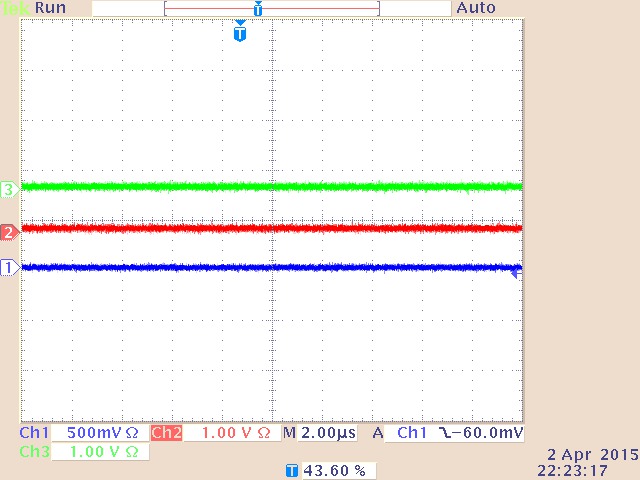 Tek Run Auto
T
T
3
2
1
Ch1 500mV Ω Ch2 1.00 V Ω M 2.00µs A Ch1 -60.0mV
Ch3 1.00 V Ω
T 43.60 %
2 Apr 2015
22:23:17